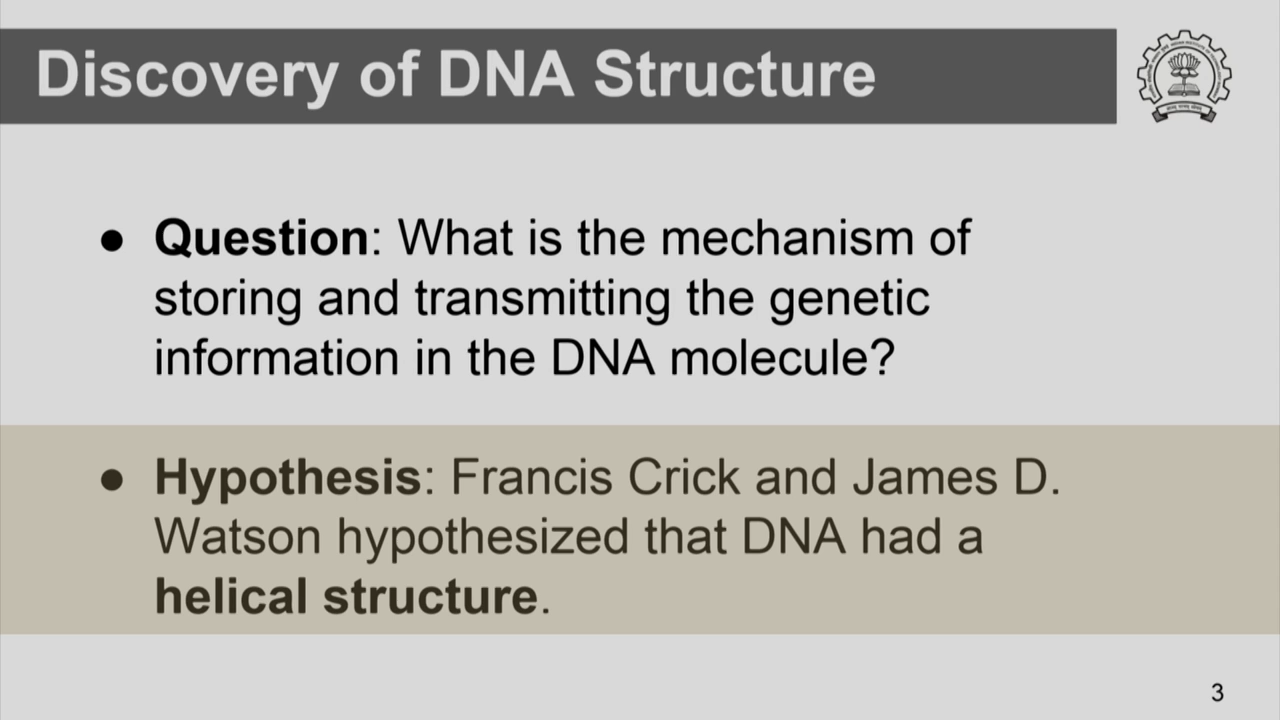 Discovery of DNA Structure
● Question: What is the mechanism of
storing and transmitting the genetic
information in the DNA molecule?
● Hypothesis: Francis Crick and James D.
Watson hypothesized that DNA had a
helical structure.
3